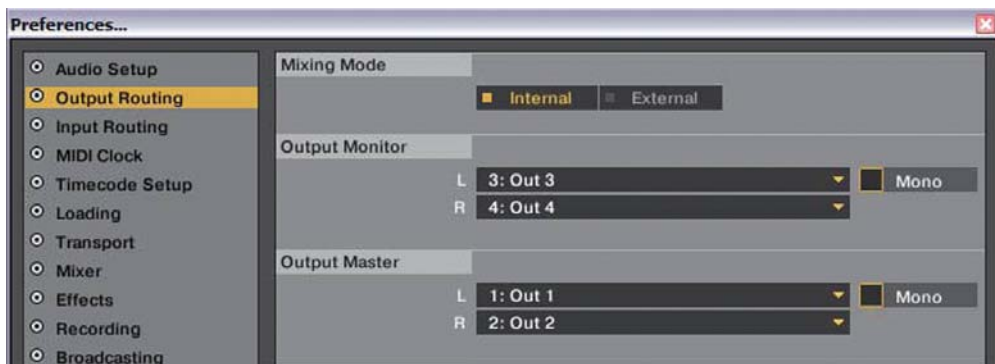 Preferences...
Audio Setup
Output Routing
Input Routing
MIDI Clock
Timecode Setup
Loading
Transport
Mixer
Effects
Recording
Broadcasting
Mixing Mode
Internal
External
Output Monitor
L 3: Out 3 Mono
R 4: Out 4
Output Master
L 1: Out 1 Mono
R 2: Out 2